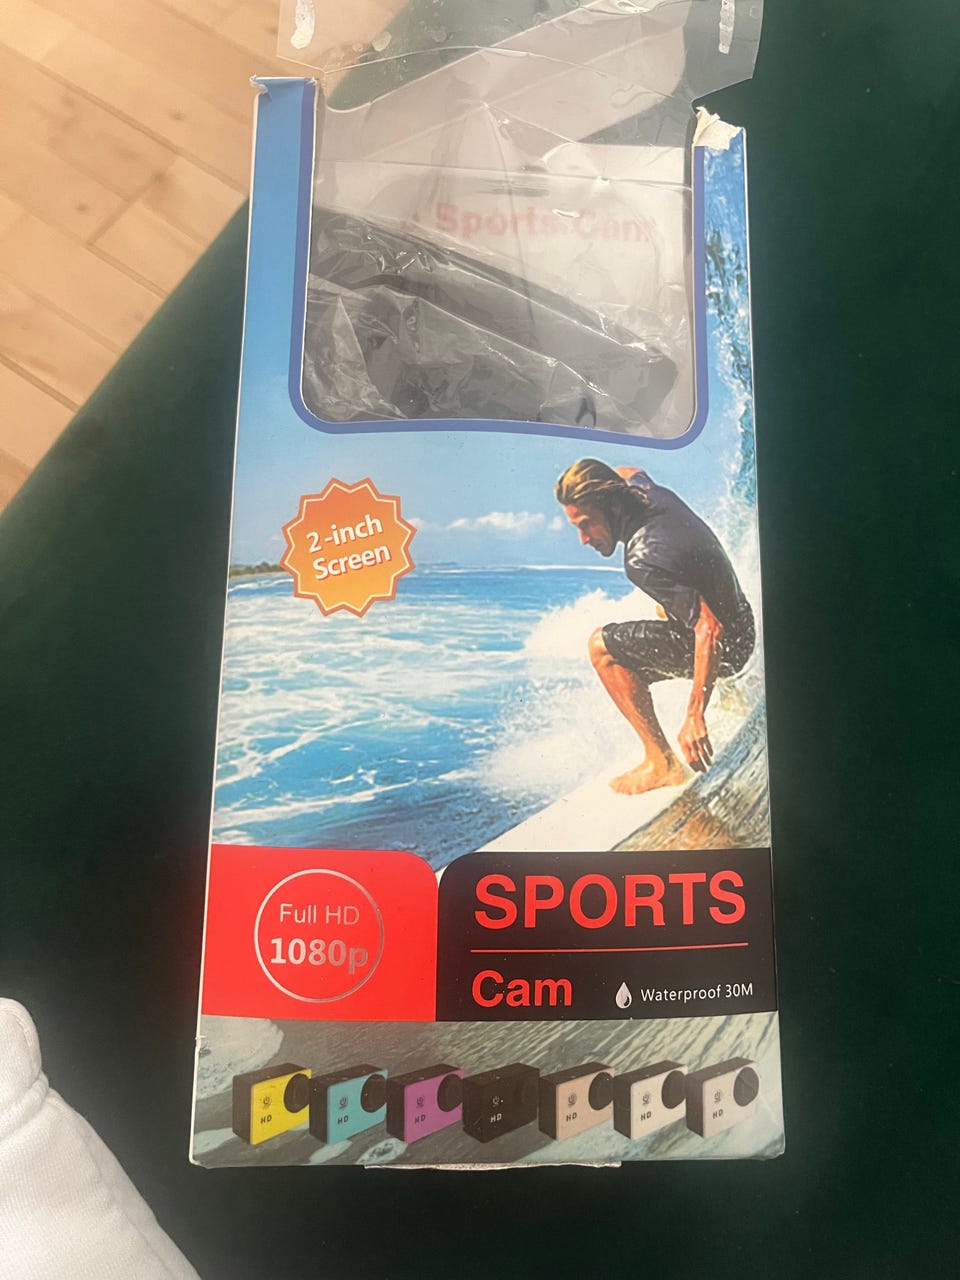 Sports Cam
2-inch
Screen
Full HD
1080p
SPORTS
Cam
Waterproof 30M
HD
HD
HD
HD
HD
HD
HD